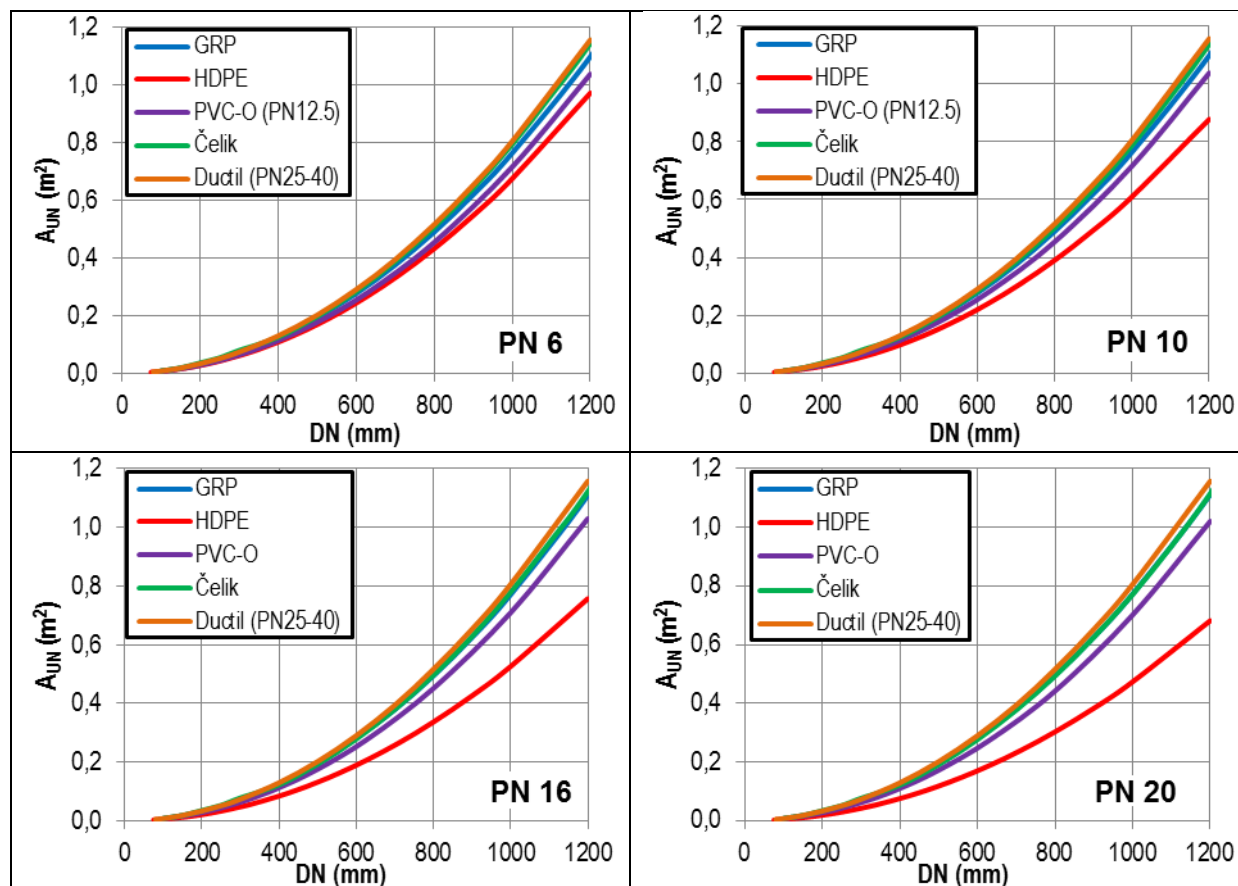 1,2
1,0
0,8
0,6
0,4
0,2
0,0
A_UN (m²)
GRP
HDPE
PVC-O (PN12.5)
Čelik
Ductil (PN25-40)
PN 6
0 200 400 600 800 1000 1200
DN (mm)
1,2
1,0
0,8
0,6
0,4
0,2
0,0
A_UN (m²)
GRP
HDPE
PVC-O (PN12.5)
Čelik
Ductil (PN25-40)
PN 10
0 200 400 600 800 1000 1200
DN (mm)
1,2
1,0
0,8
0,6
0,4
0,2
0,0
A_UN (m²)
GRP
HDPE
PVC-O
Čelik
Ductil (PN25-40)
PN 16
0 200 400 600 800 1000 1200
DN (mm)
1,2
1,0
0,8
0,6
0,4
0,2
0,0
A_UN (m²)
GRP
HDPE
PVC-O
Čelik
Ductil (PN25-40)
PN 20
0 200 400 600 800 1000 1200
DN (mm)